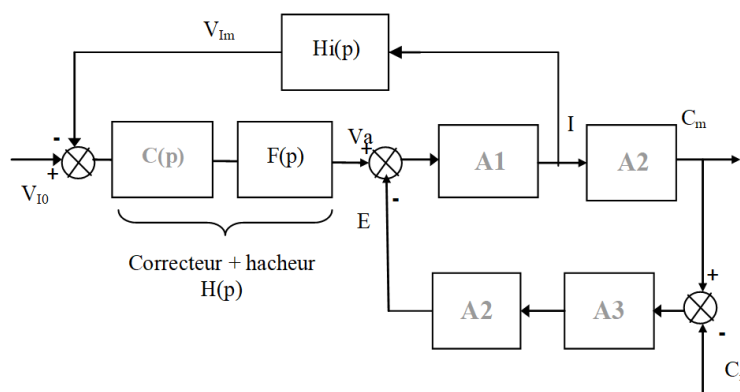 V_Im
Hi(p)
-
+
V_I0
C(p)
F(p)
Va
+
-
E
A1
I
A2
C_m
Correcteur + hacheur
H(p)
A2
A3
+
-